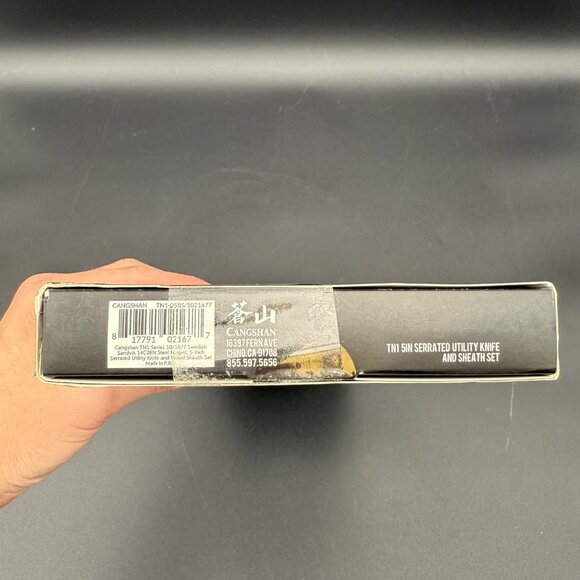 CANGSHAN TN1-05BS/1021677
8 17791 02167 7
Cangshan TN1 Series 1021677 Swedish
Sandvik 14C28N Steel Forged, 5-Inch
Serrated Utility Knife and Wood Sheath Set
Made in P.R.C
蒼山
CANGSHAN
16397 FERN AVE
CHINO, CA 91708
855.597.5656
TN1 5IN SERRATED UTILITY KNIFE
AND SHEATH SET